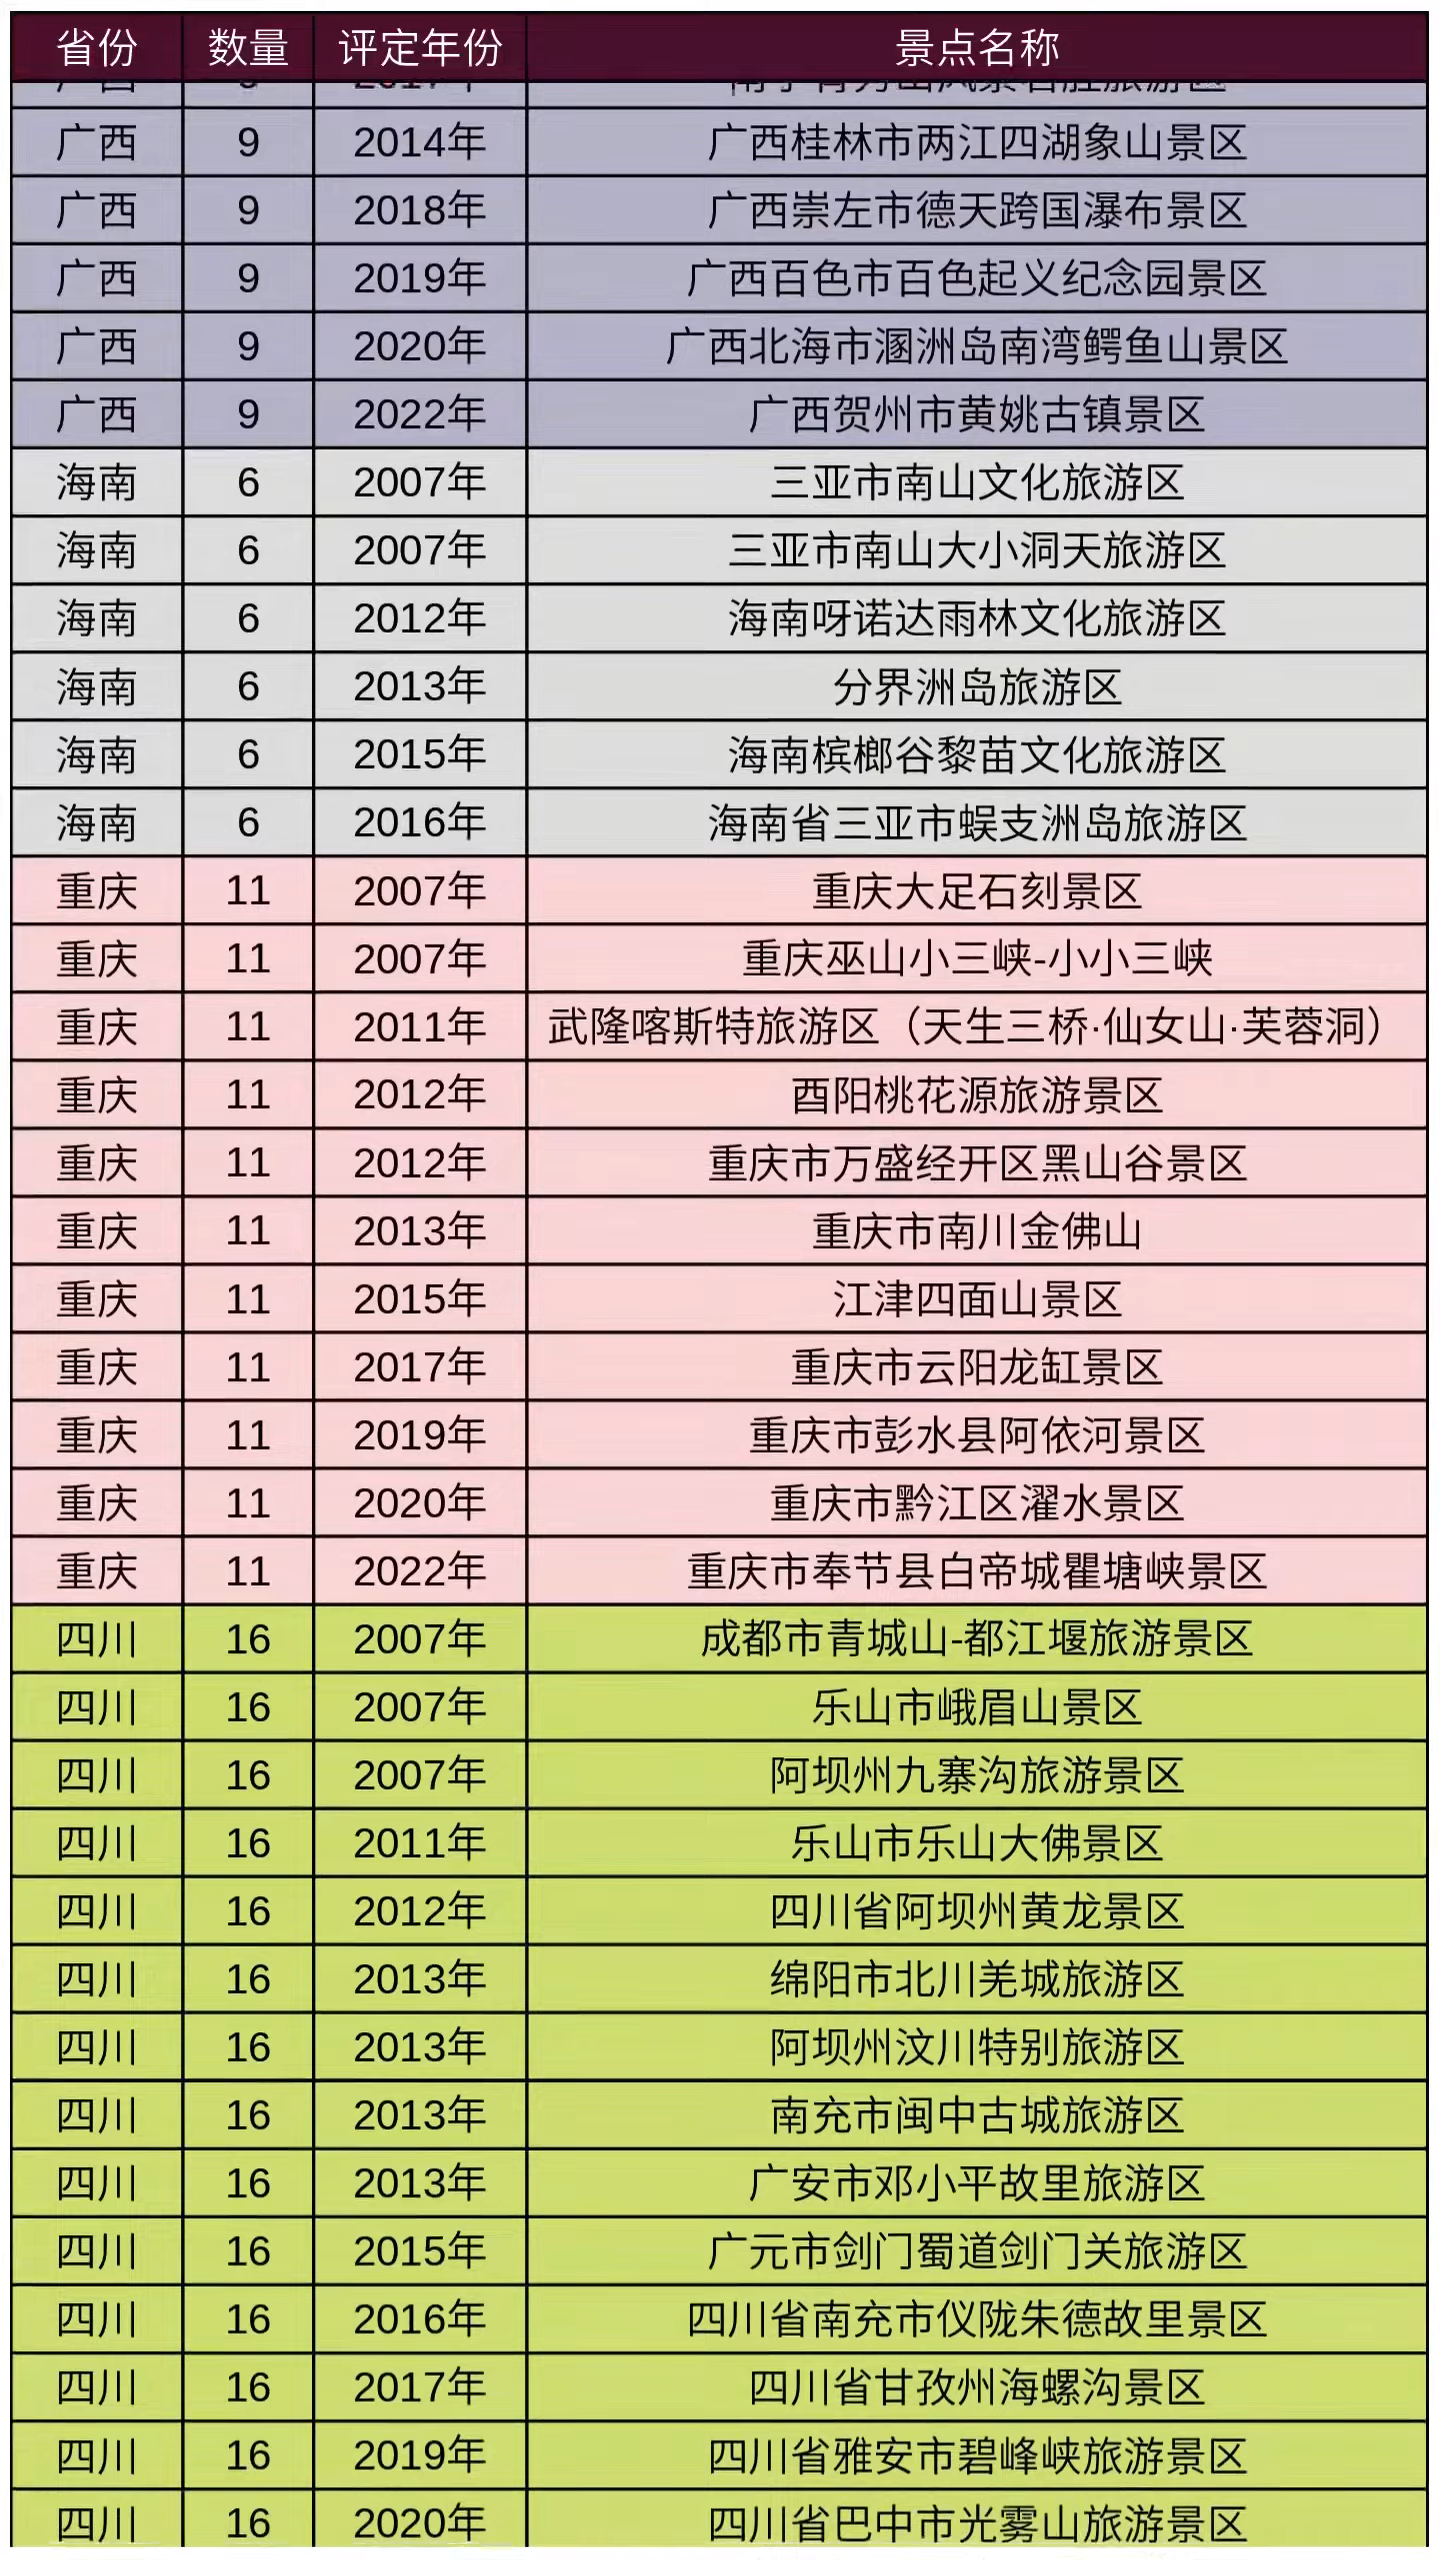 省份 数量 评定年份 景点名称
广西 9 2014年 广西桂林市两江四湖象山景区
广西 9 2018年 广西崇左市德天跨国瀑布景区
广西 9 2019年 广西百色市百色起义纪念园景区
广西 9 2020年 广西北海市涠洲岛南湾鳄鱼山景区
广西 9 2022年 广西贺州市黄姚古镇景区
海南 6 2007年 三亚市南山文化旅游区
海南 6 2007年 三亚市南山大小洞天旅游区
海南 6 2012年 海南呀诺达雨林文化旅游区
海南 6 2013年 分界洲岛旅游区
海南 6 2015年 海南槟榔谷黎苗文化旅游区
海南 6 2016年 海南省三亚市蜈支洲岛旅游区
重庆 11 2007年 重庆大足石刻景区
重庆 11 2007年 重庆巫山小三峡-小小三峡
重庆 11 2011年 武隆喀斯特旅游区（天生三桥·仙女山·芙蓉洞）
重庆 11 2012年 酉阳桃花源旅游景区
重庆 11 2012年 重庆市万盛经开区黑山谷景区
重庆 11 2013年 重庆市南川金佛山
重庆 11 2015年 江津四面山景区
重庆 11 2017年 重庆市云阳龙缸景区
重庆 11 2019年 重庆市彭水县阿依河景区
重庆 11 2020年 重庆市黔江区濯水景区
重庆 11 2022年 重庆市奉节县白帝城瞿塘峡景区
四川 16 2007年 成都市青城山-都江堰旅游景区
四川 16 2007年 乐山市峨眉山景区
四川 16 2007年 阿坝州九寨沟旅游景区
四川 16 2011年 乐山市乐山大佛景区
四川 16 2012年 四川省阿坝州黄龙景区
四川 16 2013年 绵阳市北川羌城旅游区
四川 16 2013年 阿坝州汶川特别旅游区
四川 16 2013年 南充市阆中古城旅游区
四川 16 2013年 广安市邓小平故里旅游区
四川 16 2015年 广元市剑门蜀道剑门关旅游区
四川 16 2016年 四川省南充市仪陇朱德故里景区
四川 16 2017年 四川省甘孜州海螺沟景区
四川 16 2019年 四川省雅安市碧峰峡旅游景区
四川 16 2020年 四川省巴中市光雾山旅游景区